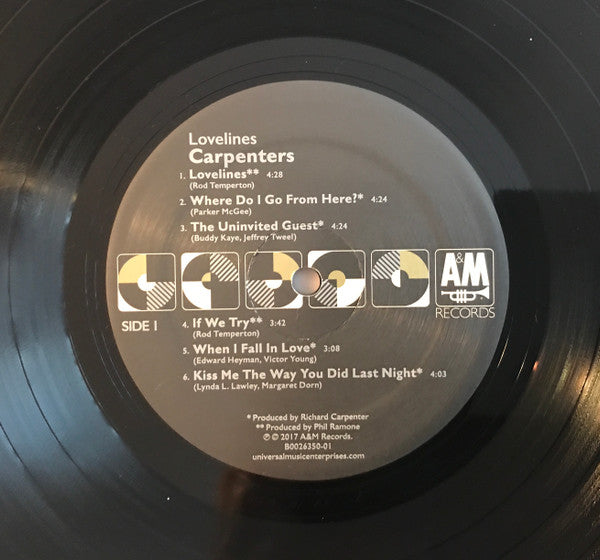 Lovelines
Carpenters
1. Lovelines** 4:28
(Rod Temperton)
2. Where Do I Go From Here?* 4:24
(Parker McGee)
3. The Uninvited Guest* 4:24
(Buddy Kaye, Jeffrey Tweel)
A&M
RECORDS
SIDE 1
4. If We Try** 3:42
(Rod Temperton)
5. When I Fall In Love* 3:08
(Edward Heyman, Victor Young)
6. Kiss Me The Way You Did Last Night* 4:03
(Lynda L. Lawley, Margaret Dorn)
* Produced by Richard Carpenter
** Produced by Phil Ramone
℗ © 2017 A&M Records.
B0026350-01
universalmusicenterprises.com